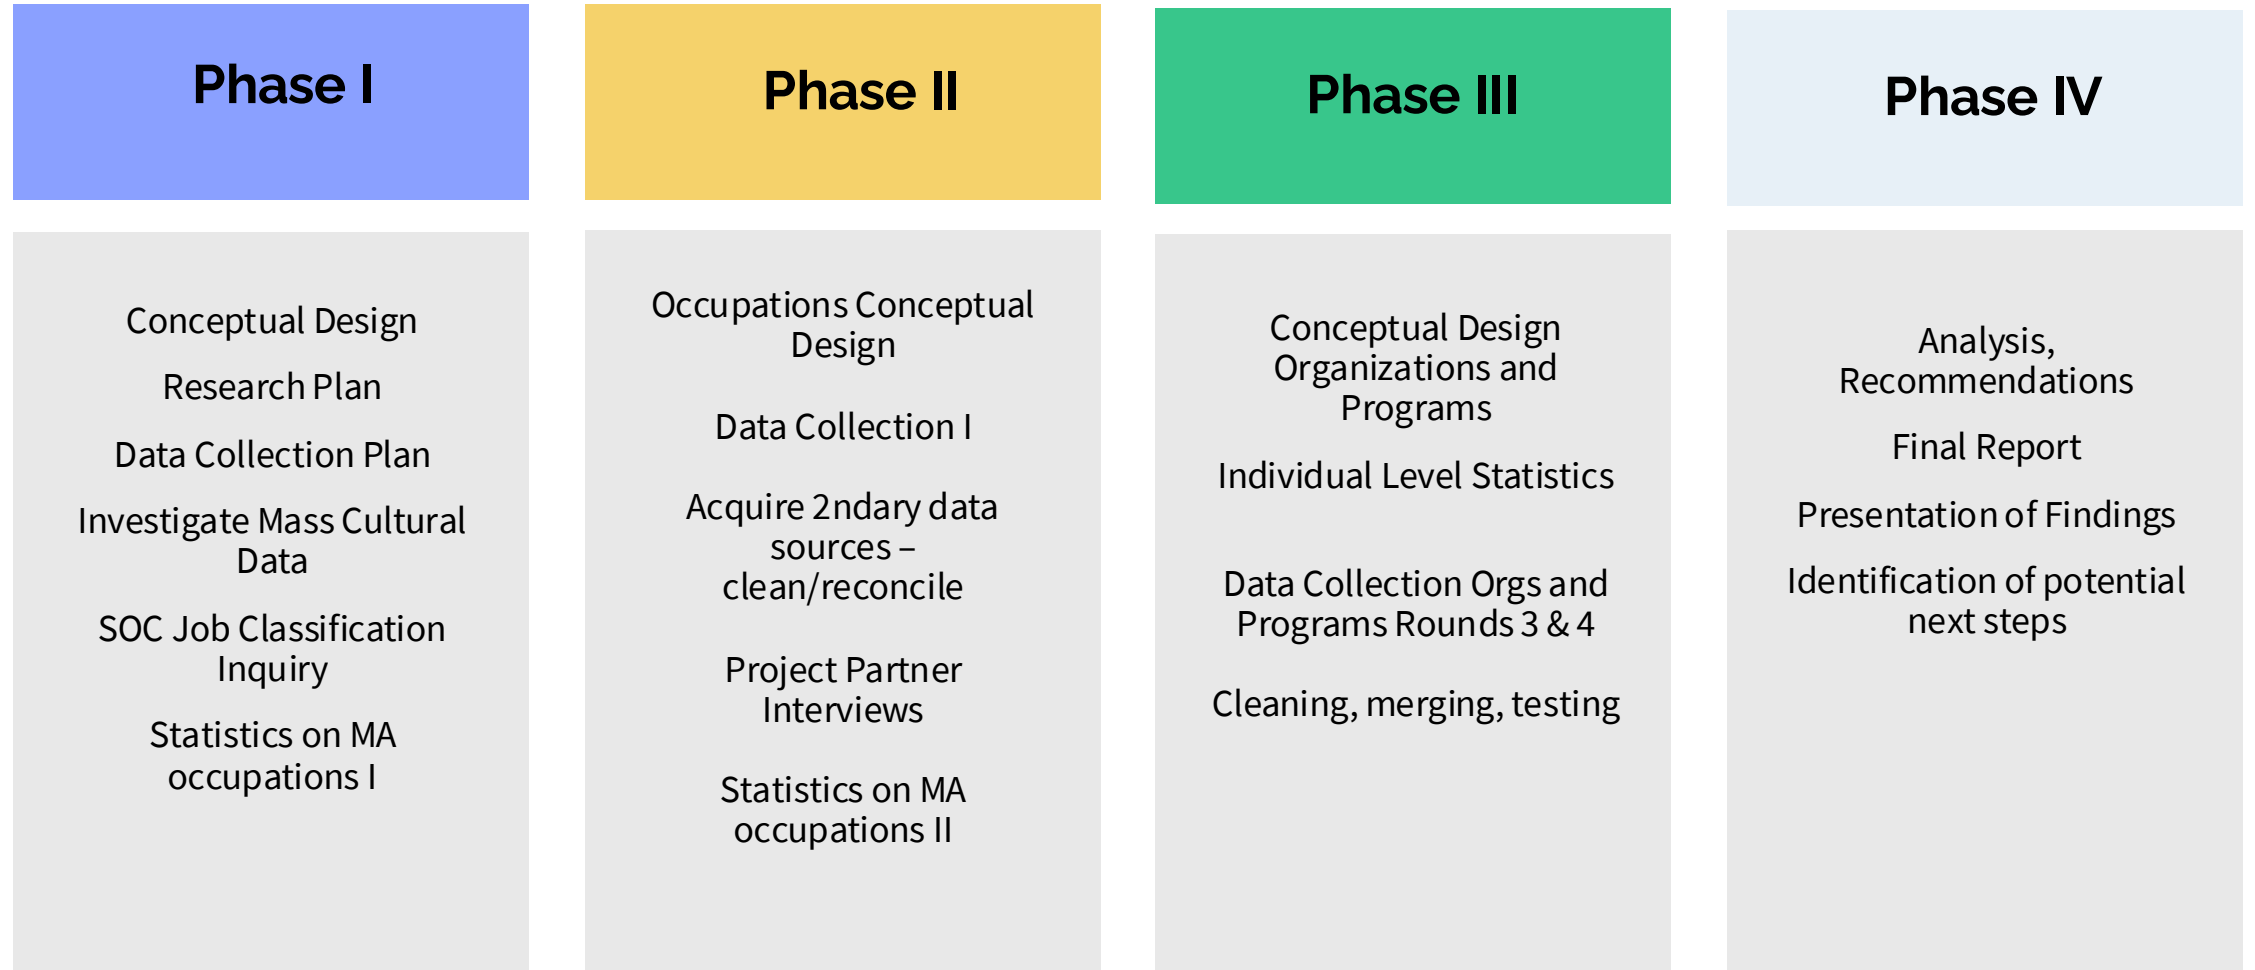 Phase I
Conceptual Design
Research Plan
Data Collection Plan
Investigate Mass Cultural
Data
SOC Job Classification
Inquiry
Statistics on MA
occupations I
Phase II
Occupations Conceptual
Design
Data Collection I
Acquire 2ndary data
sources –
clean/reconcile
Project Partner
Interviews
Statistics on MA
occupations II
Phase III
Conceptual Design
Organizations and
Programs
Individual Level Statistics
Data Collection Orgs and
Programs Rounds 3 & 4
Cleaning, merging, testing
Phase IV
Analysis,
Recommendations
Final Report
Presentation of Findings
Identification of potential
next steps